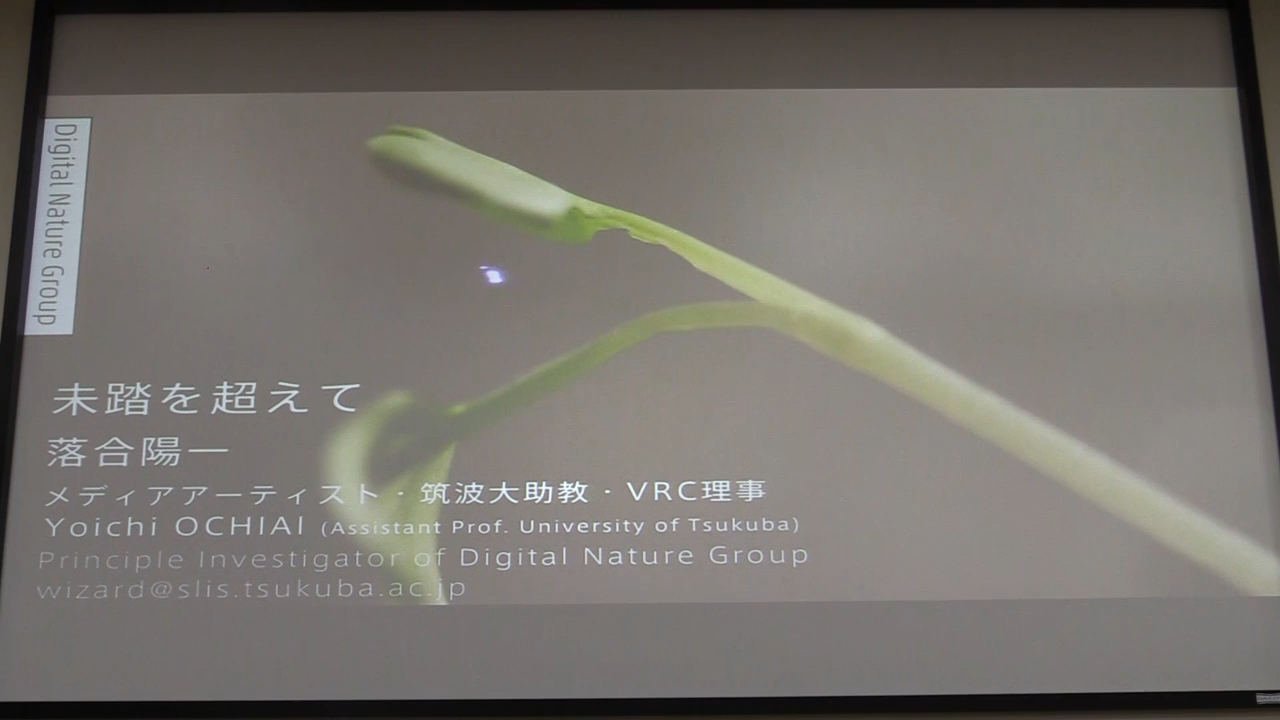 Digital Nature Group
未踏を超えて
落合陽一
メディアアーティスト・筑波大助教・VRC理事
Yoichi OCHIAI (Assistant Prof. University of Tsukuba)
Principle Investigator of Digital Nature Group
wizard@slis.tsukuba.ac.jp